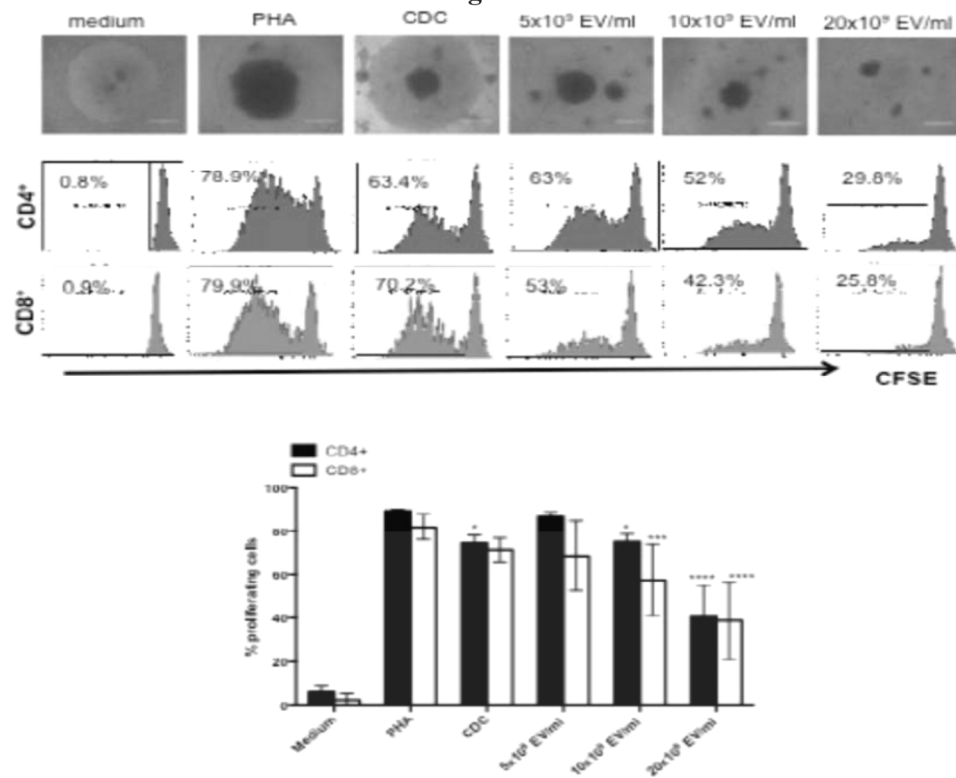 medium PHA CDC 5x10⁹ EV/ml 10x10⁹ EV/ml 20x10⁹ EV/ml
CD4⁺
0.8% 78.9% 63.4% 63% 52% 29.8%
CD8⁺
0.9% 79.9% 70.2% 53% 42.3% 25.8%
CFSE
CD4+
CD8+
% proliferating cells
100
80
60
40
20
0
* * *** **** ****
Medium PHA CDC 5x10⁹ EV/ml 10x10⁹ EV/ml 20x10⁹ EV/ml